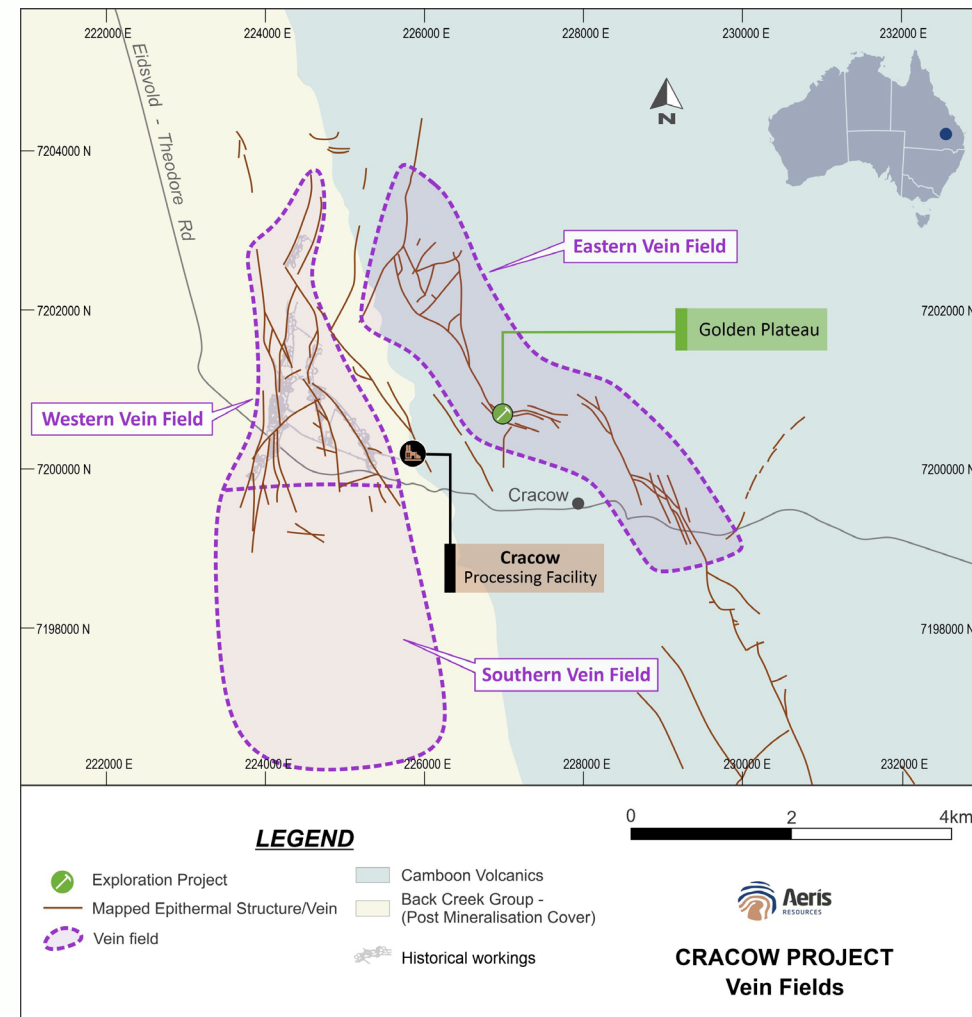 222000 E
224000 E
226000 E
228000 E
230000 E
232000 E
Eidsvold - Theodore Rd
N
7204000 N
Eastern Vein Field
7202000 N
7202000 N
Golden Plateau
Western Vein Field
7200000 N
7200000 N
Cracow
Cracow
Processing Facility
7198000 N
7198000 N
Southern Vein Field
222000 E
224000 E
226000 E
228000 E
230000 E
232000 E
0
2
4km
LEGEND
Exploration Project
Mapped Epithermal Structure/Vein
Vein field
Camboon Volcanics
Back Creek Group -
(Post Mineralisation Cover)
Historical workings
Aeris
RESOURCES
CRACOW PROJECT
Vein Fields